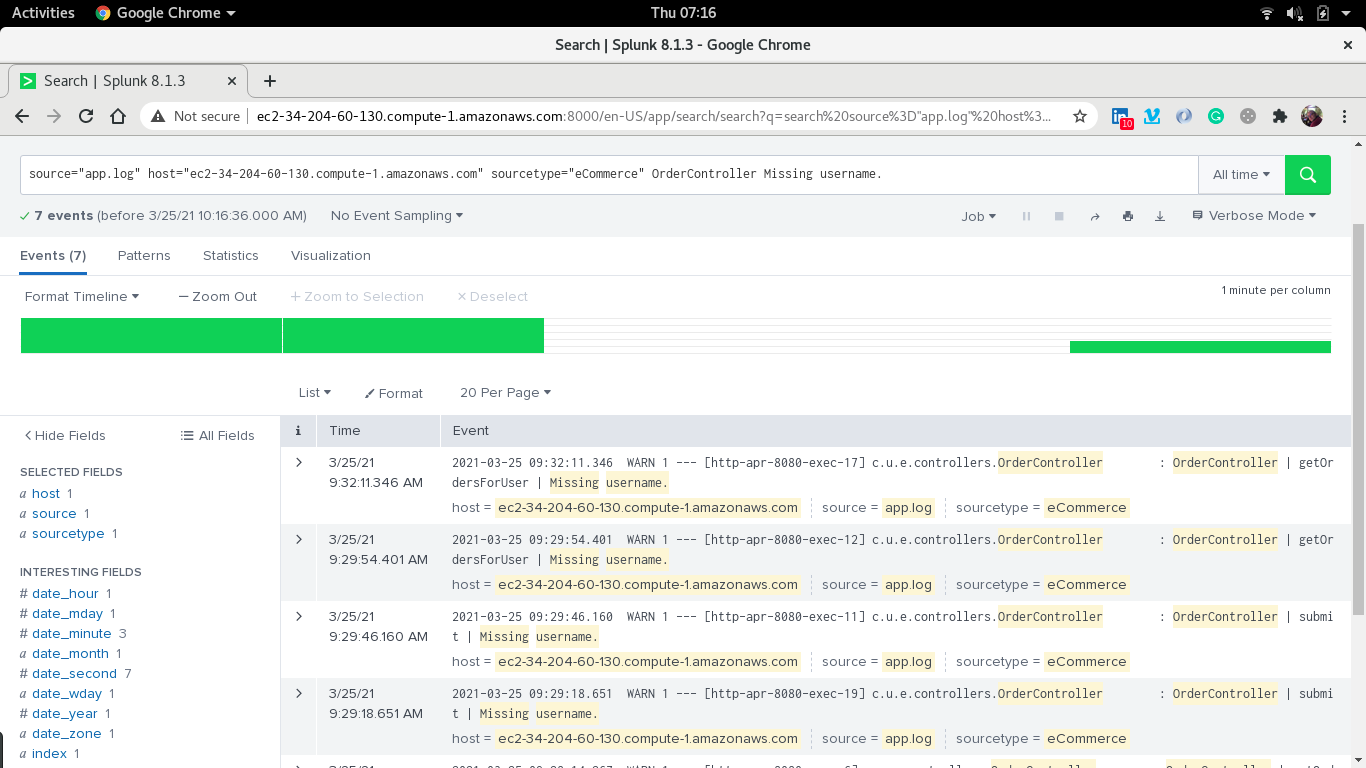 Activities Google Chrome Thu 07:16
Search | Splunk 8.1.3 - Google Chrome
Search | Splunk 8.1.3
Not secure ec2-34-204-60-130.compute-1.amazonaws.com:8000/en-US/app/search/search?q=search%20source%3D"app.log"%20host%3...
10
source="app.log" host="ec2-34-204-60-130.compute-1.amazonaws.com" sourcetype="eCommerce" OrderController Missing username. All time
7 events (before 3/25/21 10:16:36.000 AM) No Event Sampling Job Verbose Mode
Events (7) Patterns Statistics Visualization
Format Timeline — Zoom Out + Zoom to Selection × Deselect 1 minute per column
List Format 20 Per Page
Hide Fields All Fields
SELECTED FIELDS
a host 1
a source 1
a sourcetype 1
INTERESTING FIELDS
# date_hour 1
# date_mday 1
# date_minute 3
a date_month 1
# date_second 7
a date_wday 1
# date_year 1
a date_zone 1
a index 1
i Time Event
3/25/21
9:32:11.346 AM
2021-03-25 09:32:11.346 WARN 1 --- [http-apr-8080-exec-17] c.u.e.controllers.OrderController : OrderController | getOr
dersForUser | Missing username.
host = ec2-34-204-60-130.compute-1.amazonaws.com source = app.log sourcetype = eCommerce
3/25/21
9:29:54.401 AM
2021-03-25 09:29:54.401 WARN 1 --- [http-apr-8080-exec-12] c.u.e.controllers.OrderController : OrderController | getOr
dersForUser | Missing username.
host = ec2-34-204-60-130.compute-1.amazonaws.com source = app.log sourcetype = eCommerce
3/25/21
9:29:46.160 AM
2021-03-25 09:29:46.160 WARN 1 --- [http-apr-8080-exec-11] c.u.e.controllers.OrderController : OrderController | submi
t | Missing username.
host = ec2-34-204-60-130.compute-1.amazonaws.com source = app.log sourcetype = eCommerce
3/25/21
9:29:18.651 AM
2021-03-25 09:29:18.651 WARN 1 --- [http-apr-8080-exec-19] c.u.e.controllers.OrderController : OrderController | submi
t | Missing username.
host = ec2-34-204-60-130.compute-1.amazonaws.com source = app.log sourcetype = eCommerce